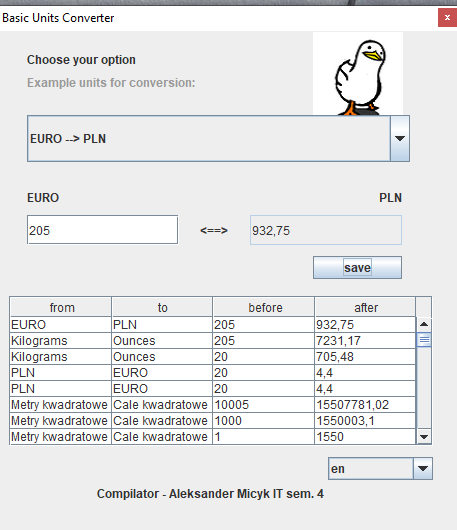 Basic Units Converter x
Choose your option
Example units for conversion:
EURO --> PLN
EURO PLN
205 <==> 932,75
save
from to before after
EURO PLN 205 932,75
Kilograms Ounces 205 7231,17
Kilograms Ounces 20 705,48
PLN EURO 20 4,4
PLN EURO 20 4,4
Metry kwadratowe Cale kwadratowe 10005 15507781,02
Metry kwadratowe Cale kwadratowe 1000 1550003,1
Metry kwadratowe Cale kwadratowe 1 1550
en
Compilator - Aleksander Micyk IT sem. 4